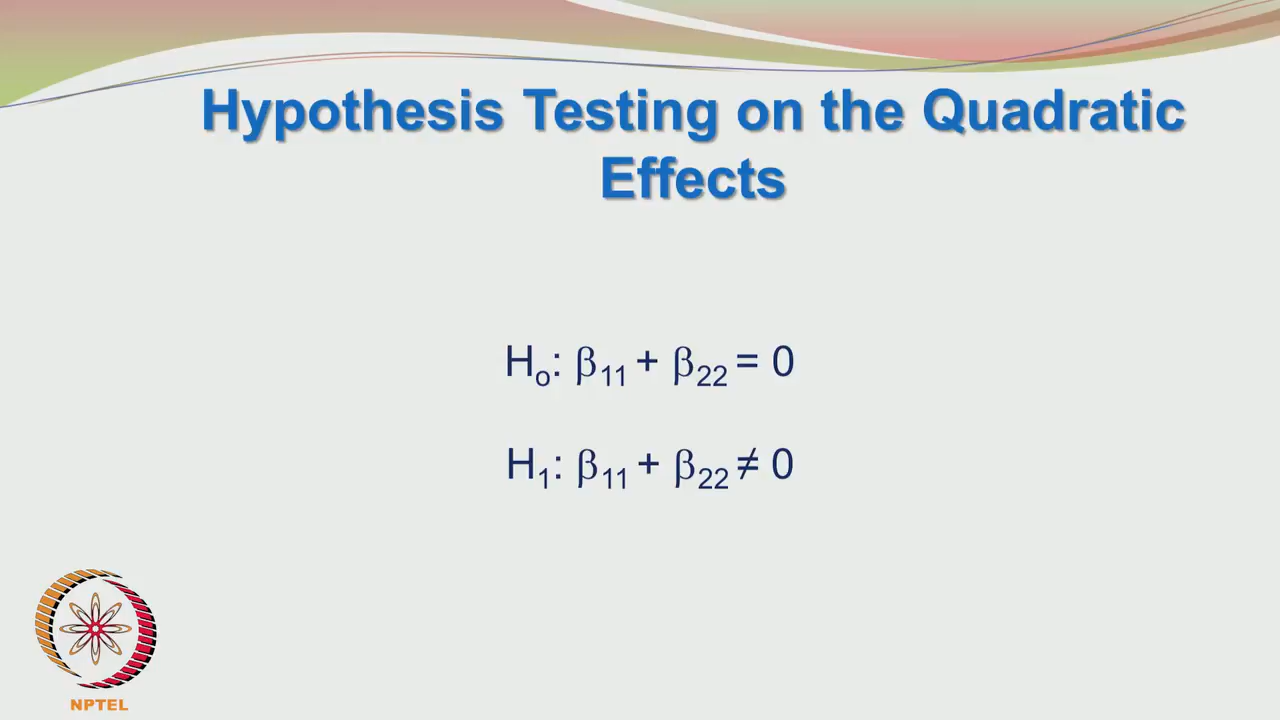 Hypothesis Testing on the Quadratic
Effects
Ho: β11 + β22 = 0
H1: β11 + β22 ≠ 0
NPTEL